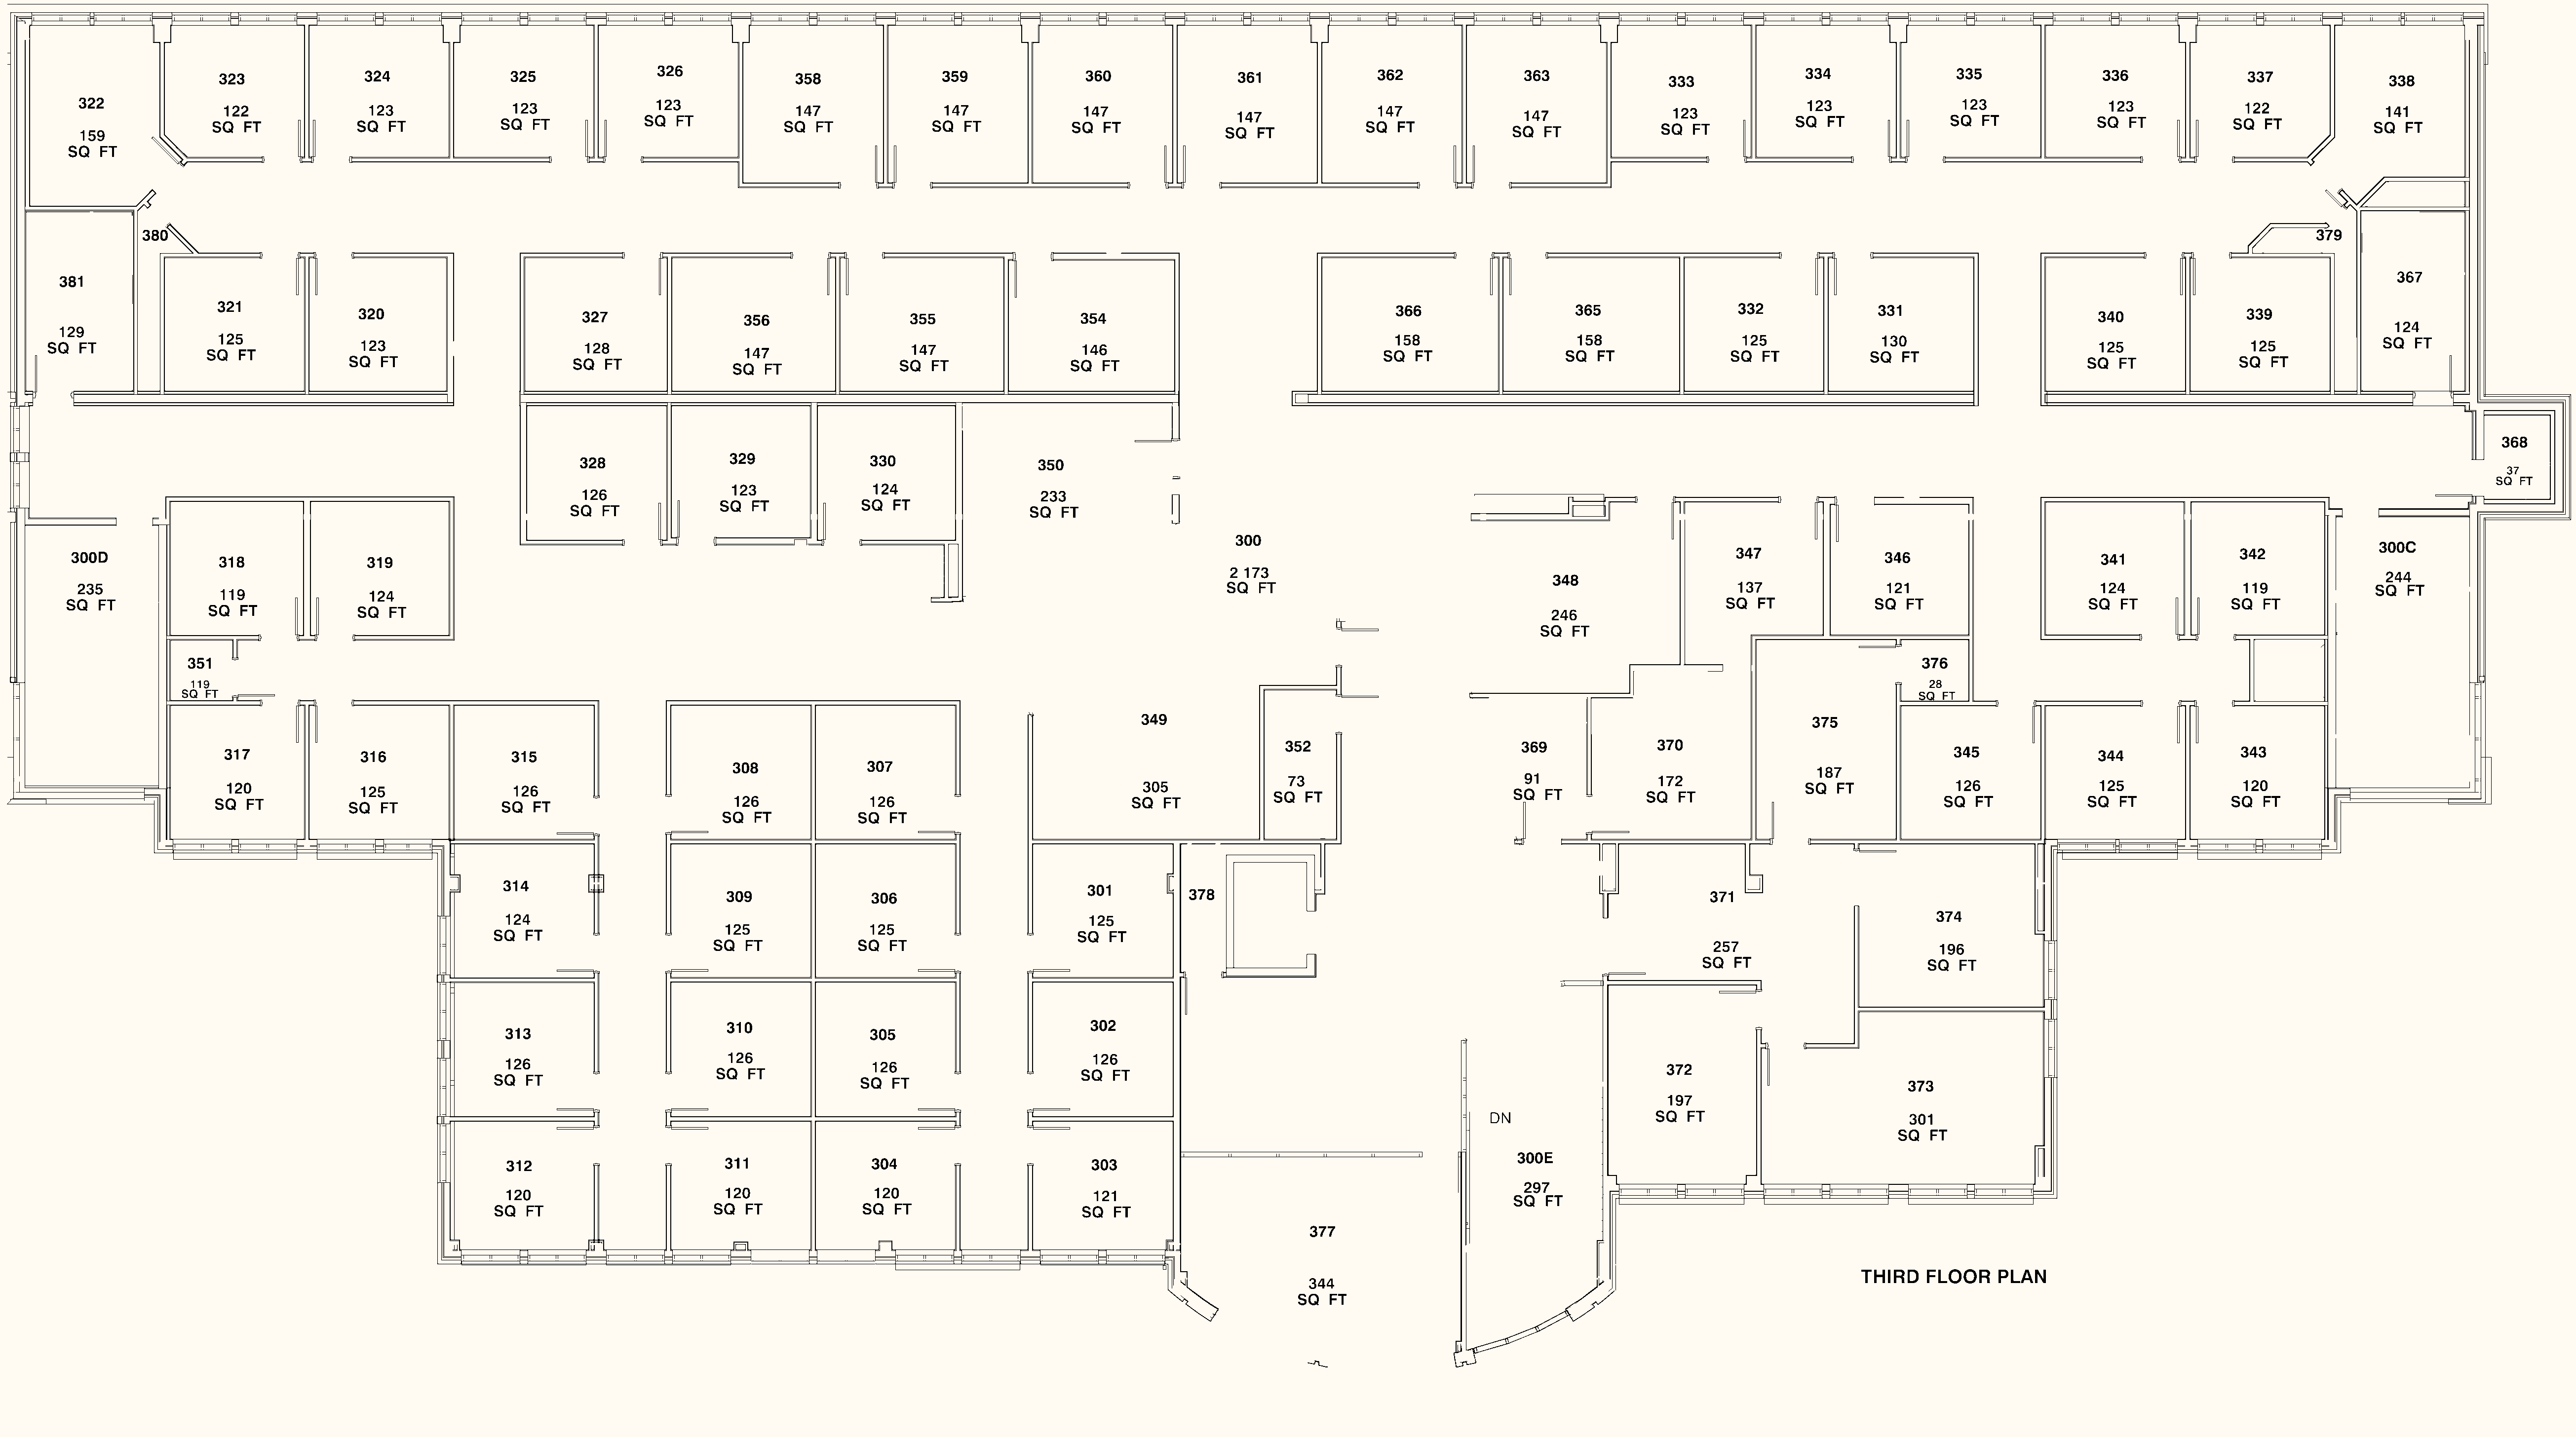 322
159
SQ FT
323
122
SQ FT
324
123
SQ FT
325
123
SQ FT
326
123
SQ FT
358
147
SQ FT
359
147
SQ FT
360
147
SQ FT
361
147
SQ FT
362
147
SQ FT
363
147
SQ FT
333
123
SQ FT
334
123
SQ FT
335
123
SQ FT
336
123
SQ FT
337
122
SQ FT
338
141
SQ FT
381
129
SQ FT
380
321
125
SQ FT
320
123
SQ FT
327
128
SQ FT
356
147
SQ FT
355
147
SQ FT
354
146
SQ FT
366
158
SQ FT
365
158
SQ FT
332
125
SQ FT
331
130
SQ FT
340
125
SQ FT
339
125
SQ FT
379
367
124
SQ FT
328
126
SQ FT
329
123
SQ FT
330
124
SQ FT
350
233
SQ FT
368
37
SQ FT
300D
235
SQ FT
318
119
SQ FT
319
124
SQ FT
300
2 173
SQ FT
348
246
SQ FT
347
137
SQ FT
346
121
SQ FT
341
124
SQ FT
342
119
SQ FT
300C
244
SQ FT
351
119
SQ FT
376
28
SQ FT
317
120
SQ FT
316
125
SQ FT
315
126
SQ FT
308
126
SQ FT
307
126
SQ FT
349
305
SQ FT
352
73
SQ FT
369
91
SQ FT
370
172
SQ FT
375
187
SQ FT
345
126
SQ FT
344
125
SQ FT
343
120
SQ FT
314
124
SQ FT
309
125
SQ FT
306
125
SQ FT
301
125
SQ FT
378
371
257
SQ FT
374
196
SQ FT
313
126
SQ FT
310
126
SQ FT
305
126
SQ FT
302
126
SQ FT
372
197
SQ FT
373
301
SQ FT
DN
300E
297
SQ FT
312
120
SQ FT
311
120
SQ FT
304
120
SQ FT
303
121
SQ FT
377
344
SQ FT
THIRD FLOOR PLAN